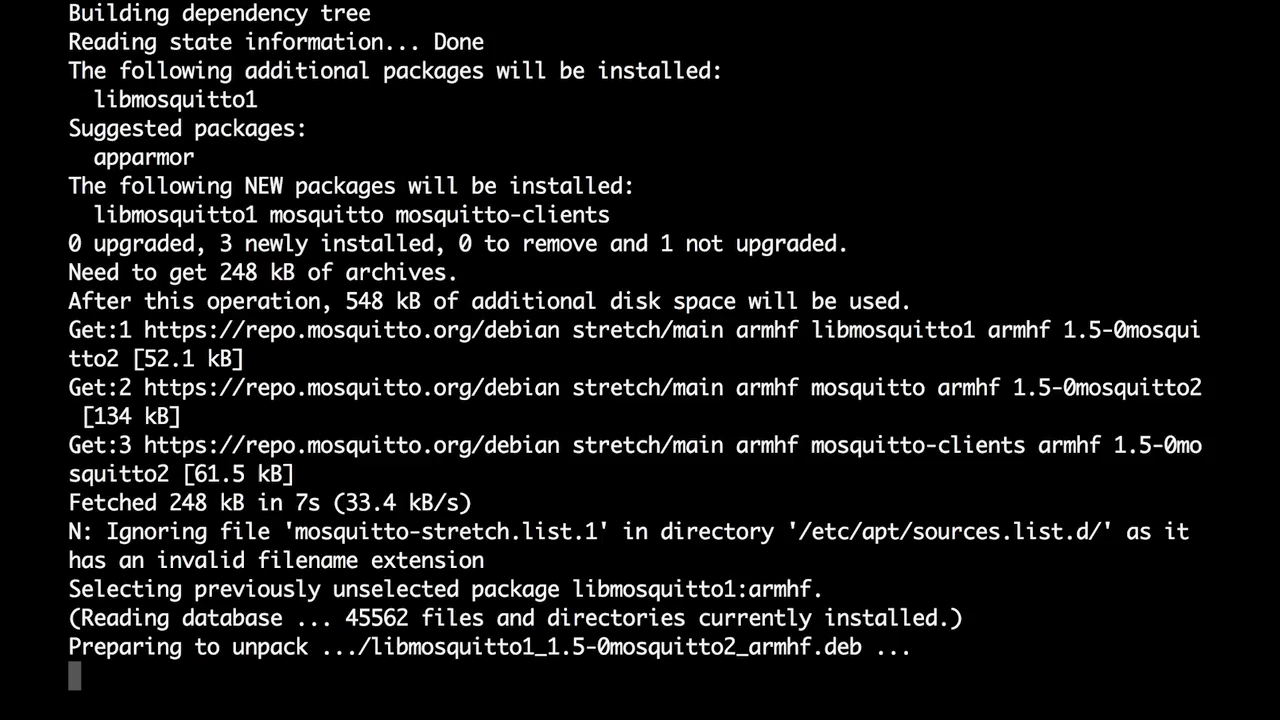 Building dependency tree
Reading state information... Done
The following additional packages will be installed:
  libmosquitto1
Suggested packages:
  apparmor
The following NEW packages will be installed:
  libmosquitto1 mosquitto mosquitto-clients
0 upgraded, 3 newly installed, 0 to remove and 1 not upgraded.
Need to get 248 kB of archives.
After this operation, 548 kB of additional disk space will be used.
Get:1 https://repo.mosquitto.org/debian stretch/main armhf libmosquitto1 armhf 1.5-0mosqui
tto2 [52.1 kB]
Get:2 https://repo.mosquitto.org/debian stretch/main armhf mosquitto armhf 1.5-0mosquitto2
 [134 kB]
Get:3 https://repo.mosquitto.org/debian stretch/main armhf mosquitto-clients armhf 1.5-0mo
squitto2 [61.5 kB]
Fetched 248 kB in 7s (33.4 kB/s)
N: Ignoring file 'mosquitto-stretch.list.1' in directory '/etc/apt/sources.list.d/' as it
has an invalid filename extension
Selecting previously unselected package libmosquitto1:armhf.
(Reading database ... 45562 files and directories currently installed.)
Preparing to unpack .../libmosquitto1_1.5-0mosquitto2_armhf.deb ...